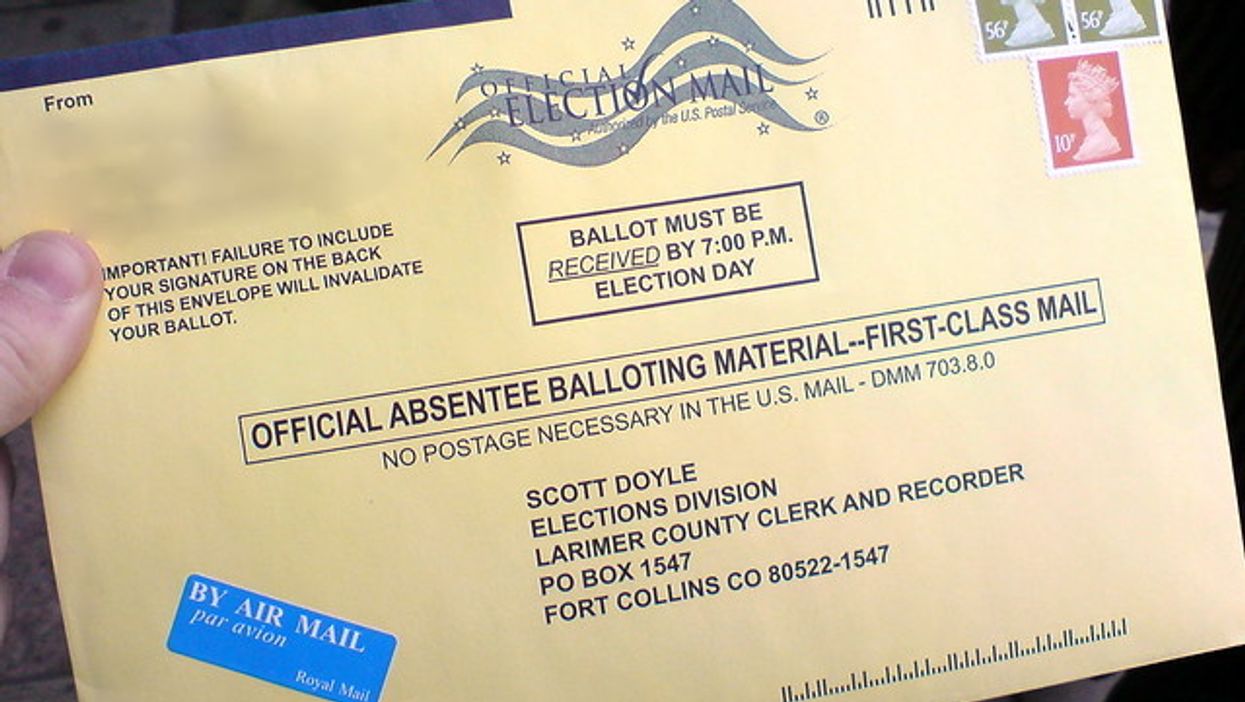 From
OFFICIAL
ELECTION MAIL
Authorized by the U.S. Postal Service
®
56P
56P
10P
IMPORTANT! FAILURE TO INCLUDE
YOUR SIGNATURE ON THE BACK
OF THIS ENVELOPE WILL INVALIDATE
YOUR BALLOT.
BALLOT MUST BE
RECEIVED BY 7:00 P.M.
ELECTION DAY
OFFICIAL ABSENTEE BALLOTING MATERIAL--FIRST-CLASS MAIL
NO POSTAGE NECESSARY IN THE U.S. MAIL - DMM 703.8.0
SCOTT DOYLE
ELECTIONS DIVISION
LARIMER COUNTY CLERK AND RECORDER
PO BOX 1547
FORT COLLINS CO 80522-1547
BY AIR MAIL
par avion
Royal Mail